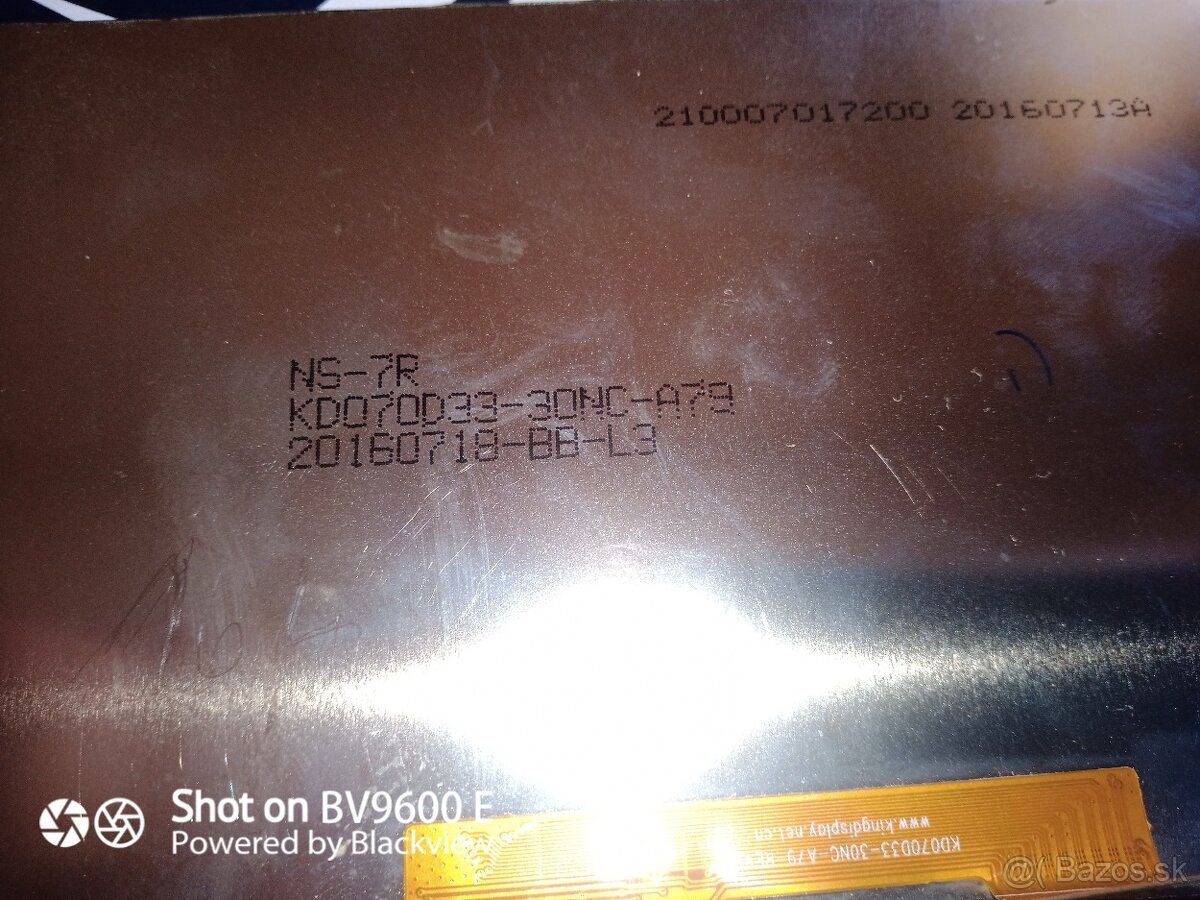 210007017200 20160713A
NS-7R
KD070D33-30NC-A79
20160718-BB-L3
Shot on BV9600 E
Powered by Blackview
www.kingdisplay.net.cn
KD070D33-30NC-A79-REV
@( Bazos.sk